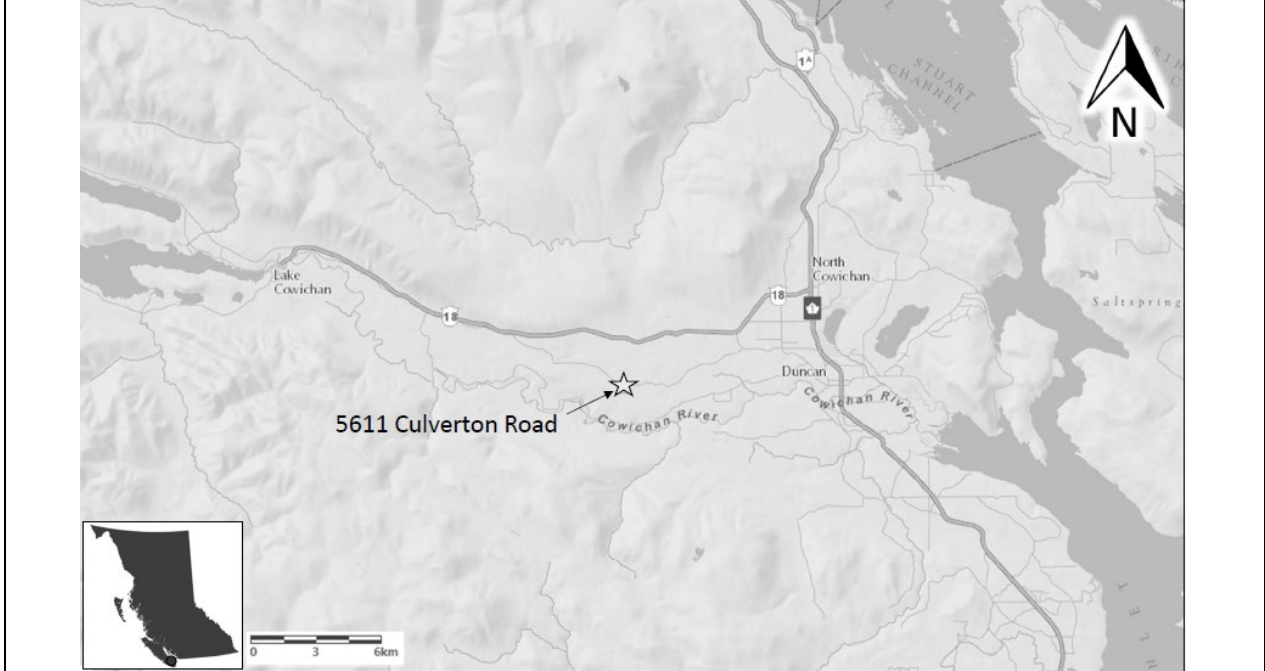 1A
STUART
CHANNEL
N
North
Cowichan
Lake
Cowichan
18
18
1
Saltspring
Duncan
Cowichan River
5611 Culverton Road
Cowichan River
0 3 6km